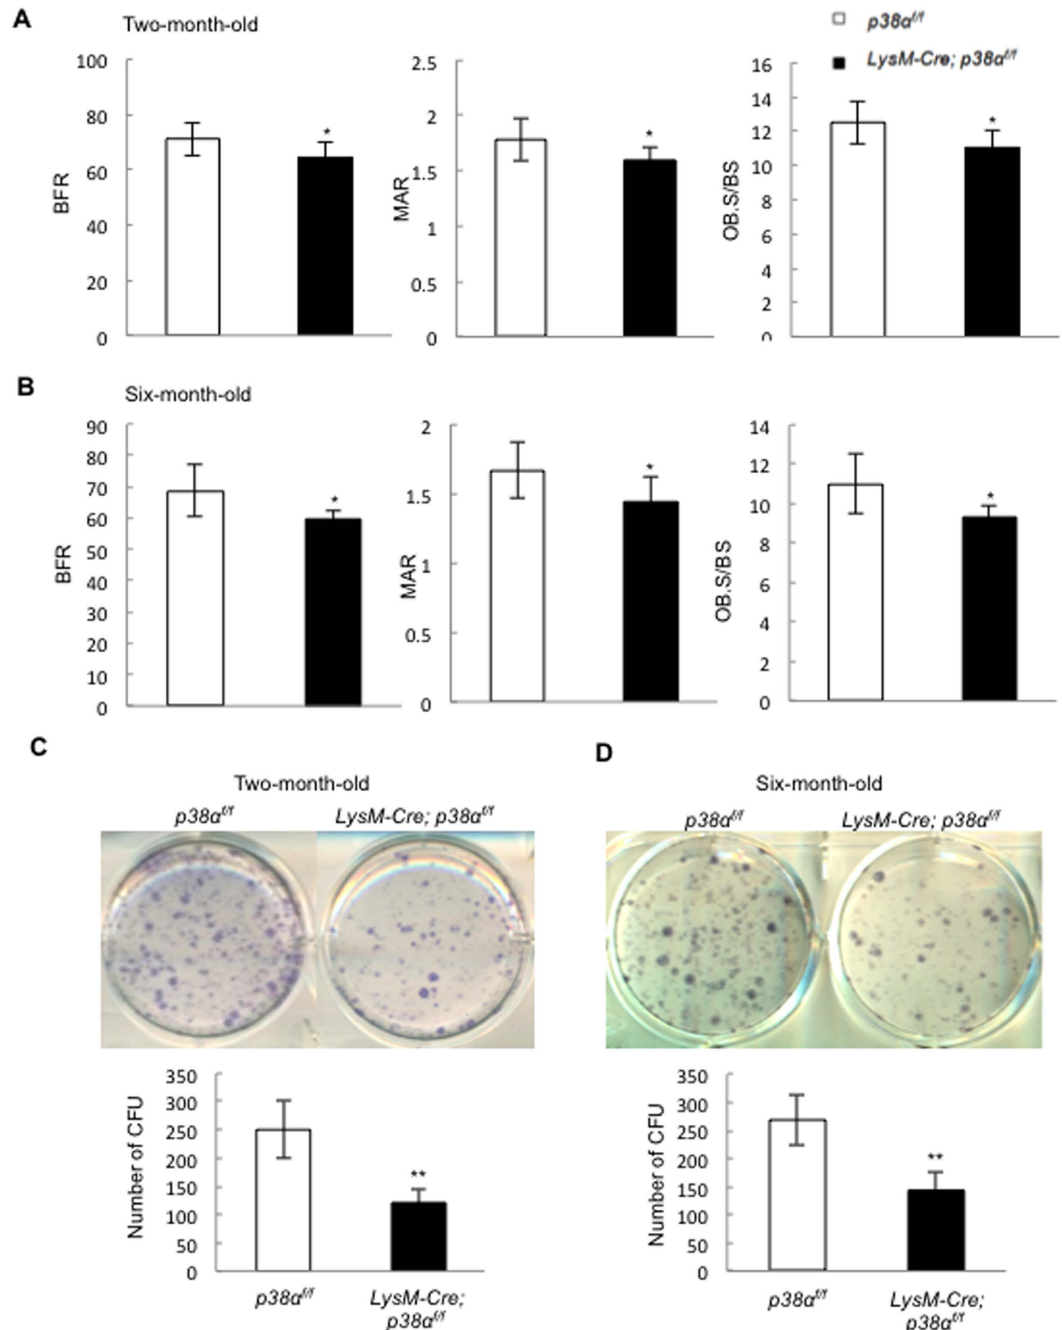 A
Two-month-old
p38α^f/f
LysM-Cre; p38α^f/f
100
80
60
40
20
0
BFR
2.5
2
1.5
1
0.5
0
MAR
16
14
12
10
8
6
4
2
0
OB.S/BS
*
*
*
B
Six-month-old
90
80
70
60
50
40
30
20
10
0
BFR
2
1.5
1
0.5
0
MAR
14
12
10
8
6
4
2
0
OB.S/BS
*
*
*
C
Two-month-old
p38α^f/f
LysM-Cre; p38α^f/f
350
300
250
200
150
100
50
0
Number of CFU
**
p38α^f/f
LysM-Cre;
p38α^f/f
D
Six-month-old
p38α^f/f
LysM-Cre; p38α^f/f
350
300
250
200
150
100
50
0
Number of CFU
**
p38α^f/f
LysM-Cre;
p38α^f/f